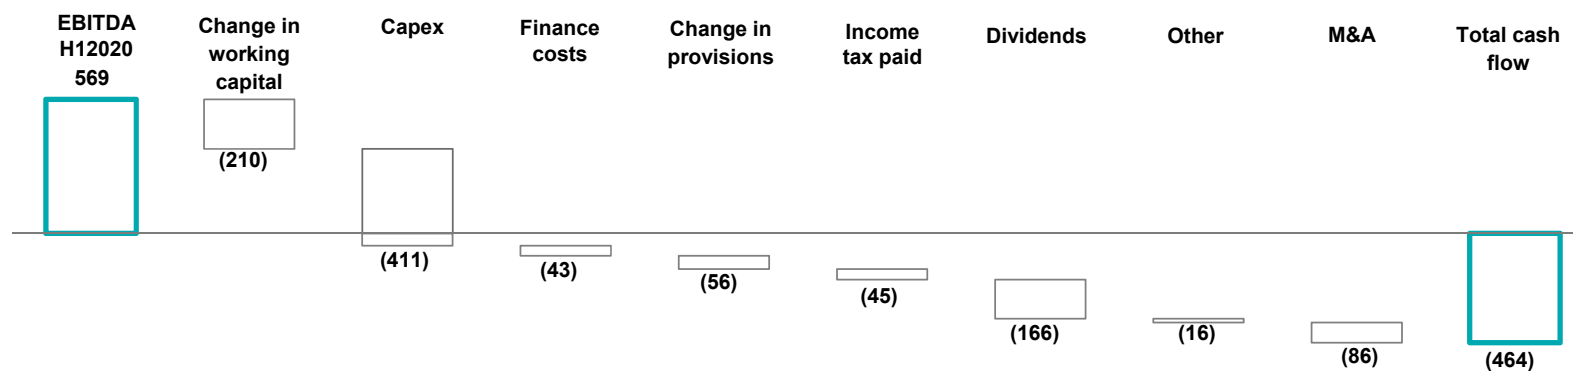 EBITDA
H12020
569
Change in
working
capital
(210)
Capex
(411)
Finance
costs
(43)
Change in
provisions
(56)
Income
tax paid
(45)
Dividends
(166)
Other
(16)
M&A
(86)
Total cash
flow
(464)